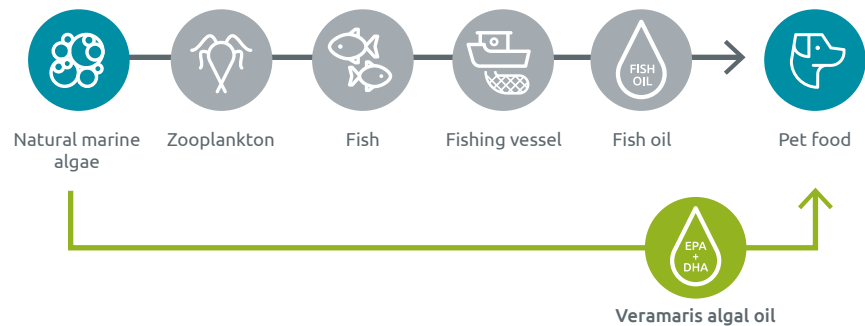 FISH
OIL
Natural marine
algae
Zooplankton
Fish
Fishing vessel
Fish oil
Pet food
EPA
+
DHA
Veramaris algal oil